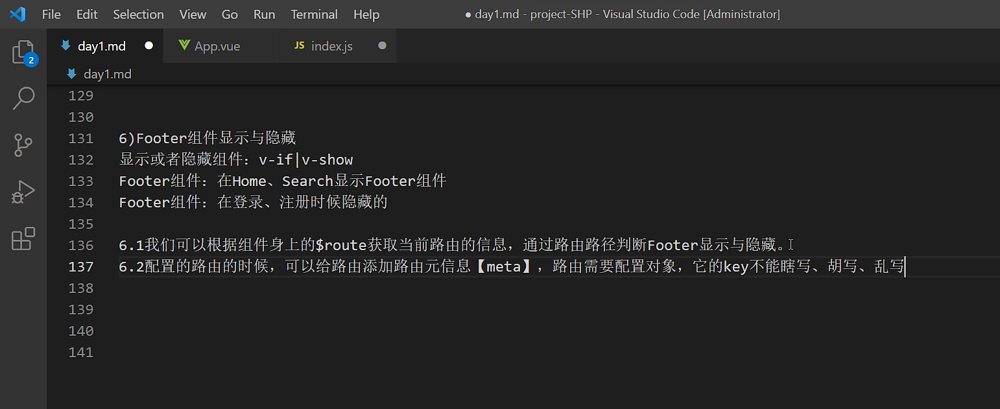 File Edit Selection View Go Run Terminal Help ● day1.md - project-SHP - Visual Studio Code [Administrator]
day1.md ● App.vue JS index.js ●
2
day1.md
129
130
131 6)Footer组件显示与隐藏
132 显示或者隐藏组件：v-if|v-show
133 Footer组件：在Home、Search显示Footer组件
134 Footer组件：在登录、注册时候隐藏的
135
136 6.1我们可以根据组件身上的$route获取当前路由的信息，通过路由路径判断Footer显示与隐藏。
137 6.2配置的路由的时候，可以给路由添加路由元信息【meta】，路由需要配置对象，它的key不能瞎写、胡写、乱写
138
139
140
141